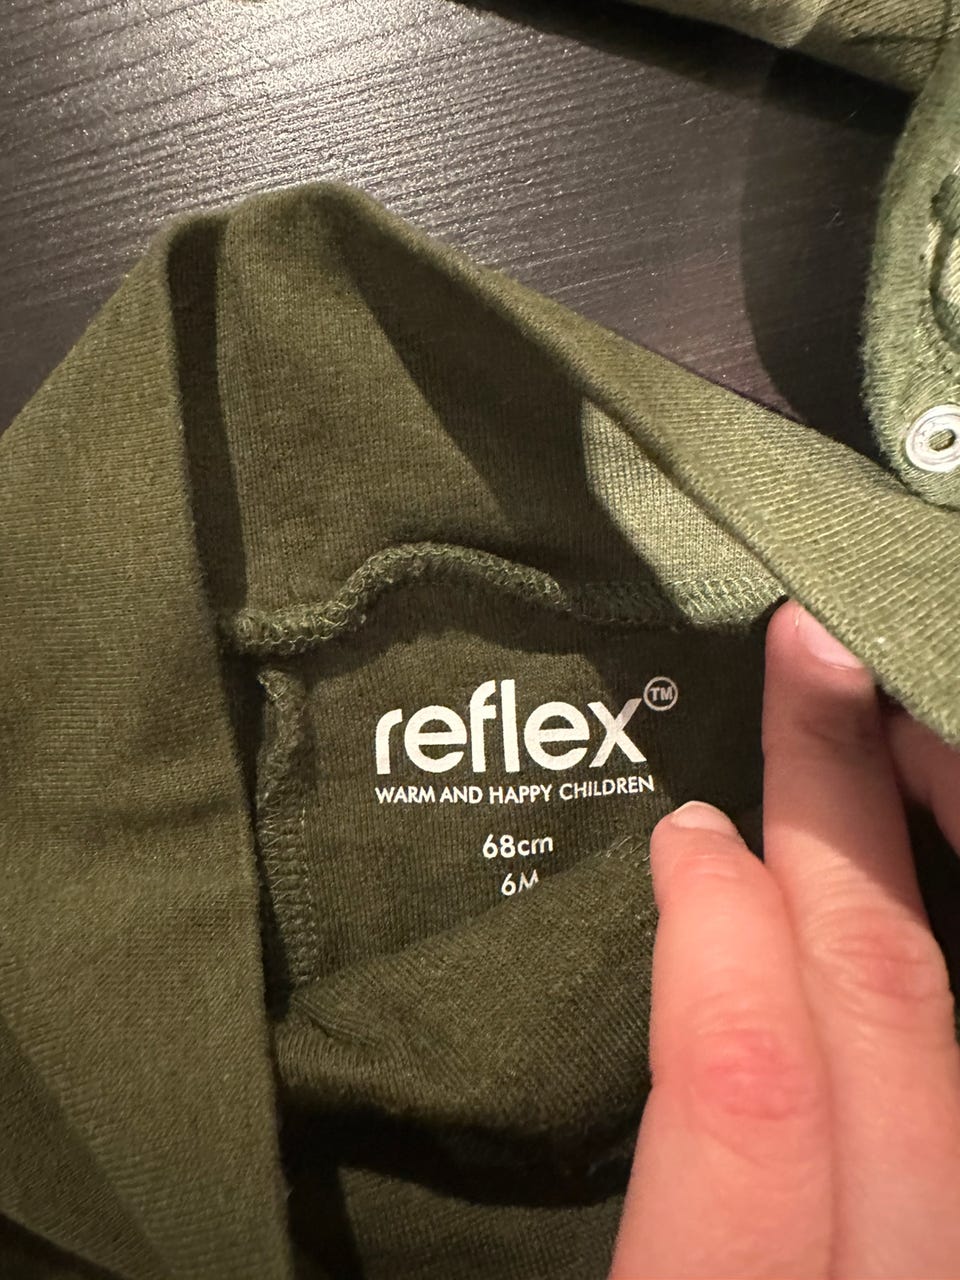 reflex™
WARM AND HAPPY CHILDREN
68cm
6M